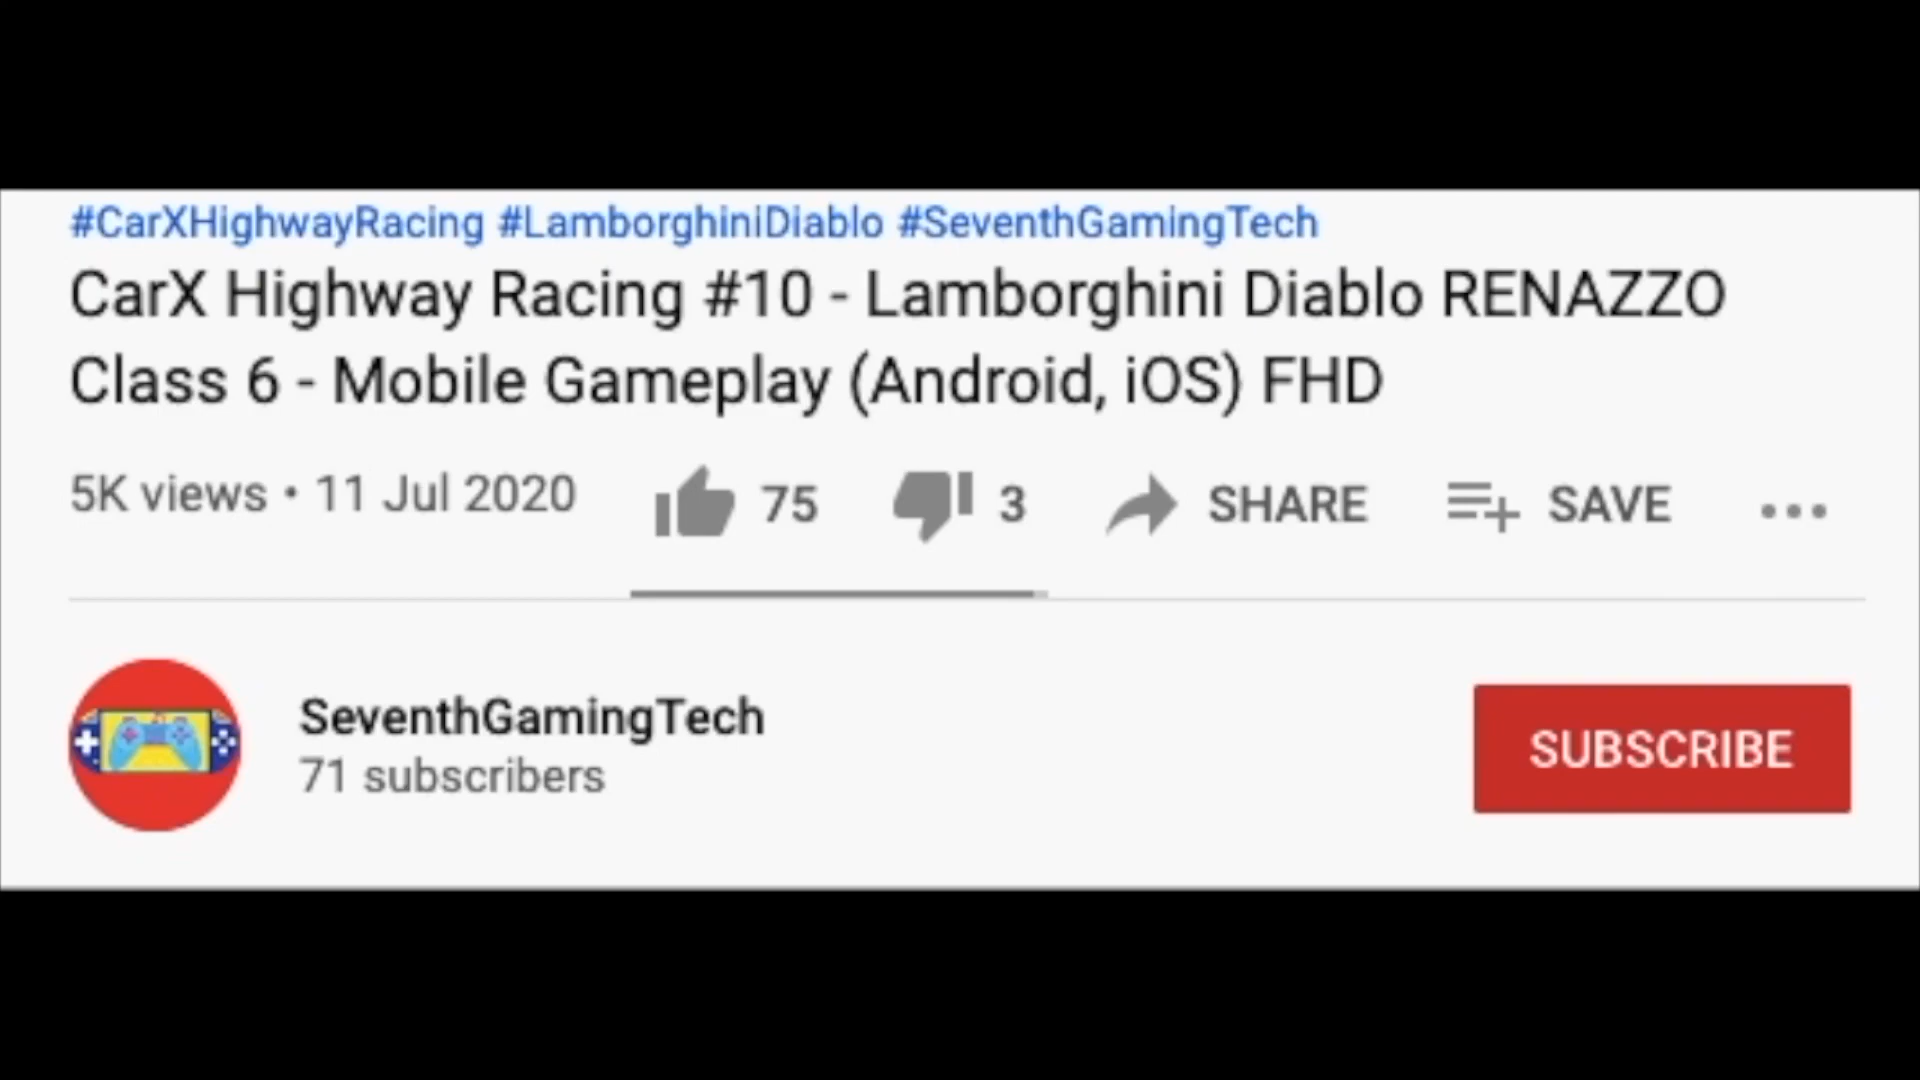 #CarXHighwayRacing #LamborghiniDiablo #SeventhGamingTech
CarX Highway Racing #10 - Lamborghini Diablo RENAZZO
Class 6 - Mobile Gameplay (Android, iOS) FHD
5K views • 11 Jul 2020 75 3 SHARE SAVE ...
SeventhGamingTech
71 subscribers
SUBSCRIBE